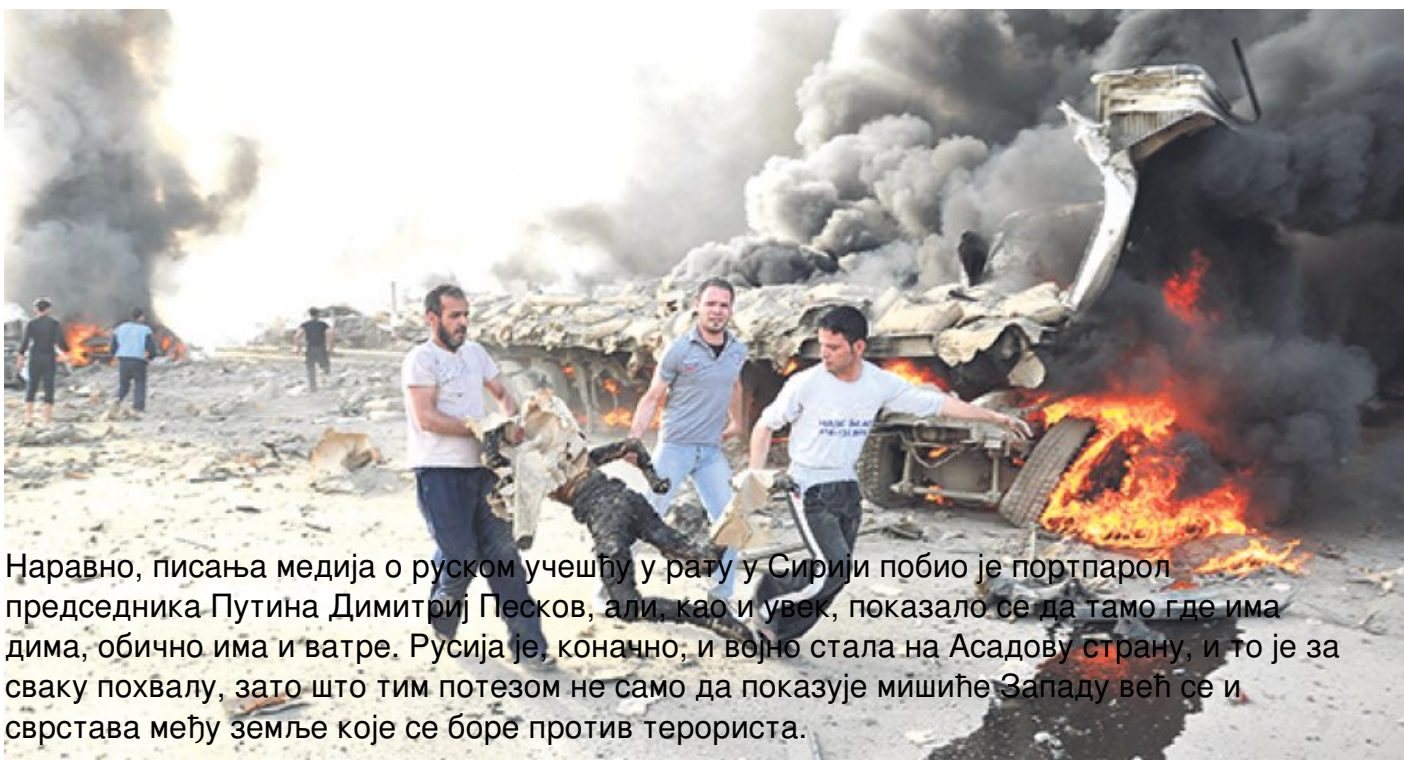 Наравно, писања медија о руском учешћу у рату у Сирији побио је портпарол
председника Путина Димитриј Песков, али, као и увек, показало се да тамо где има
дима, обично има и ватре. Русија је, коначно, и војно стала на Асадову страну, и то је за
сваку похвалу, зато што тим потезом не само да показује мишиће Западу већ се и
сврстава међу земље које се боре против терориста.